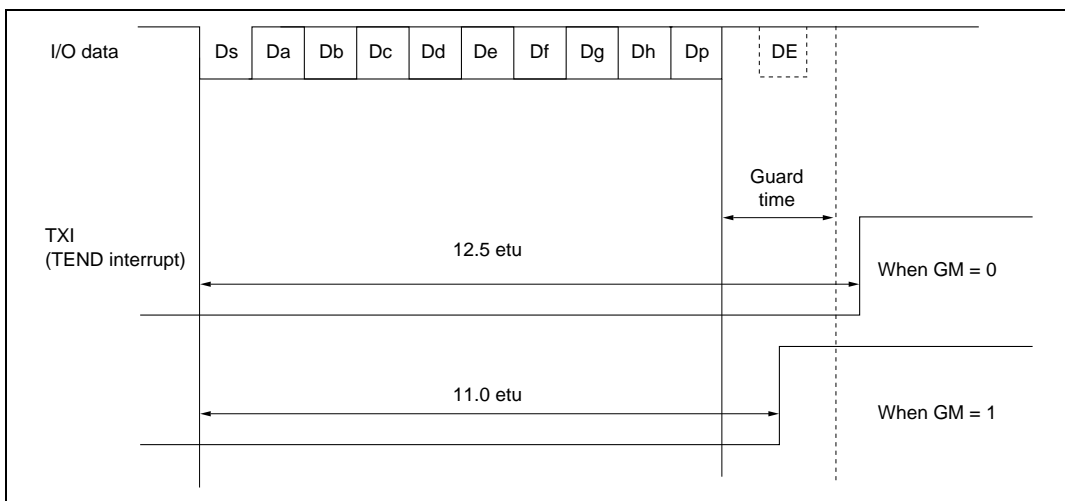 I/O data
Ds Da Db Dc Dd De Df Dg Dh Dp DE
Guard
time
TXI
(TEND interrupt)
12.5 etu
When GM = 0
11.0 etu
When GM = 1